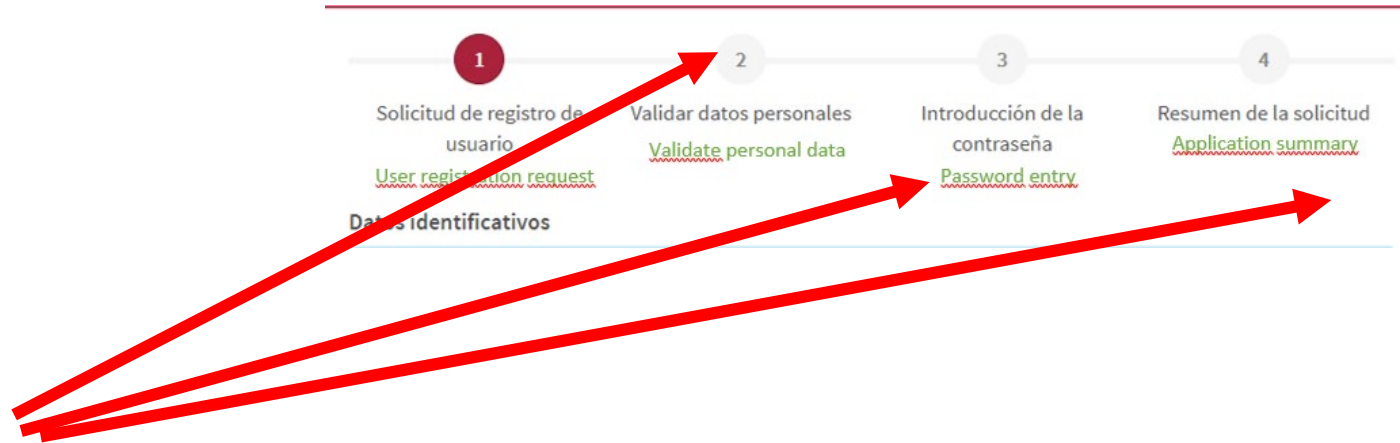 1
2
3
4
Solicitud de registro de
usuario
User registration request
Validar datos personales
Validate personal data
Introducción de la
contraseña
Password entry
Resumen de la solicitud
Application summary
Datos identificativos